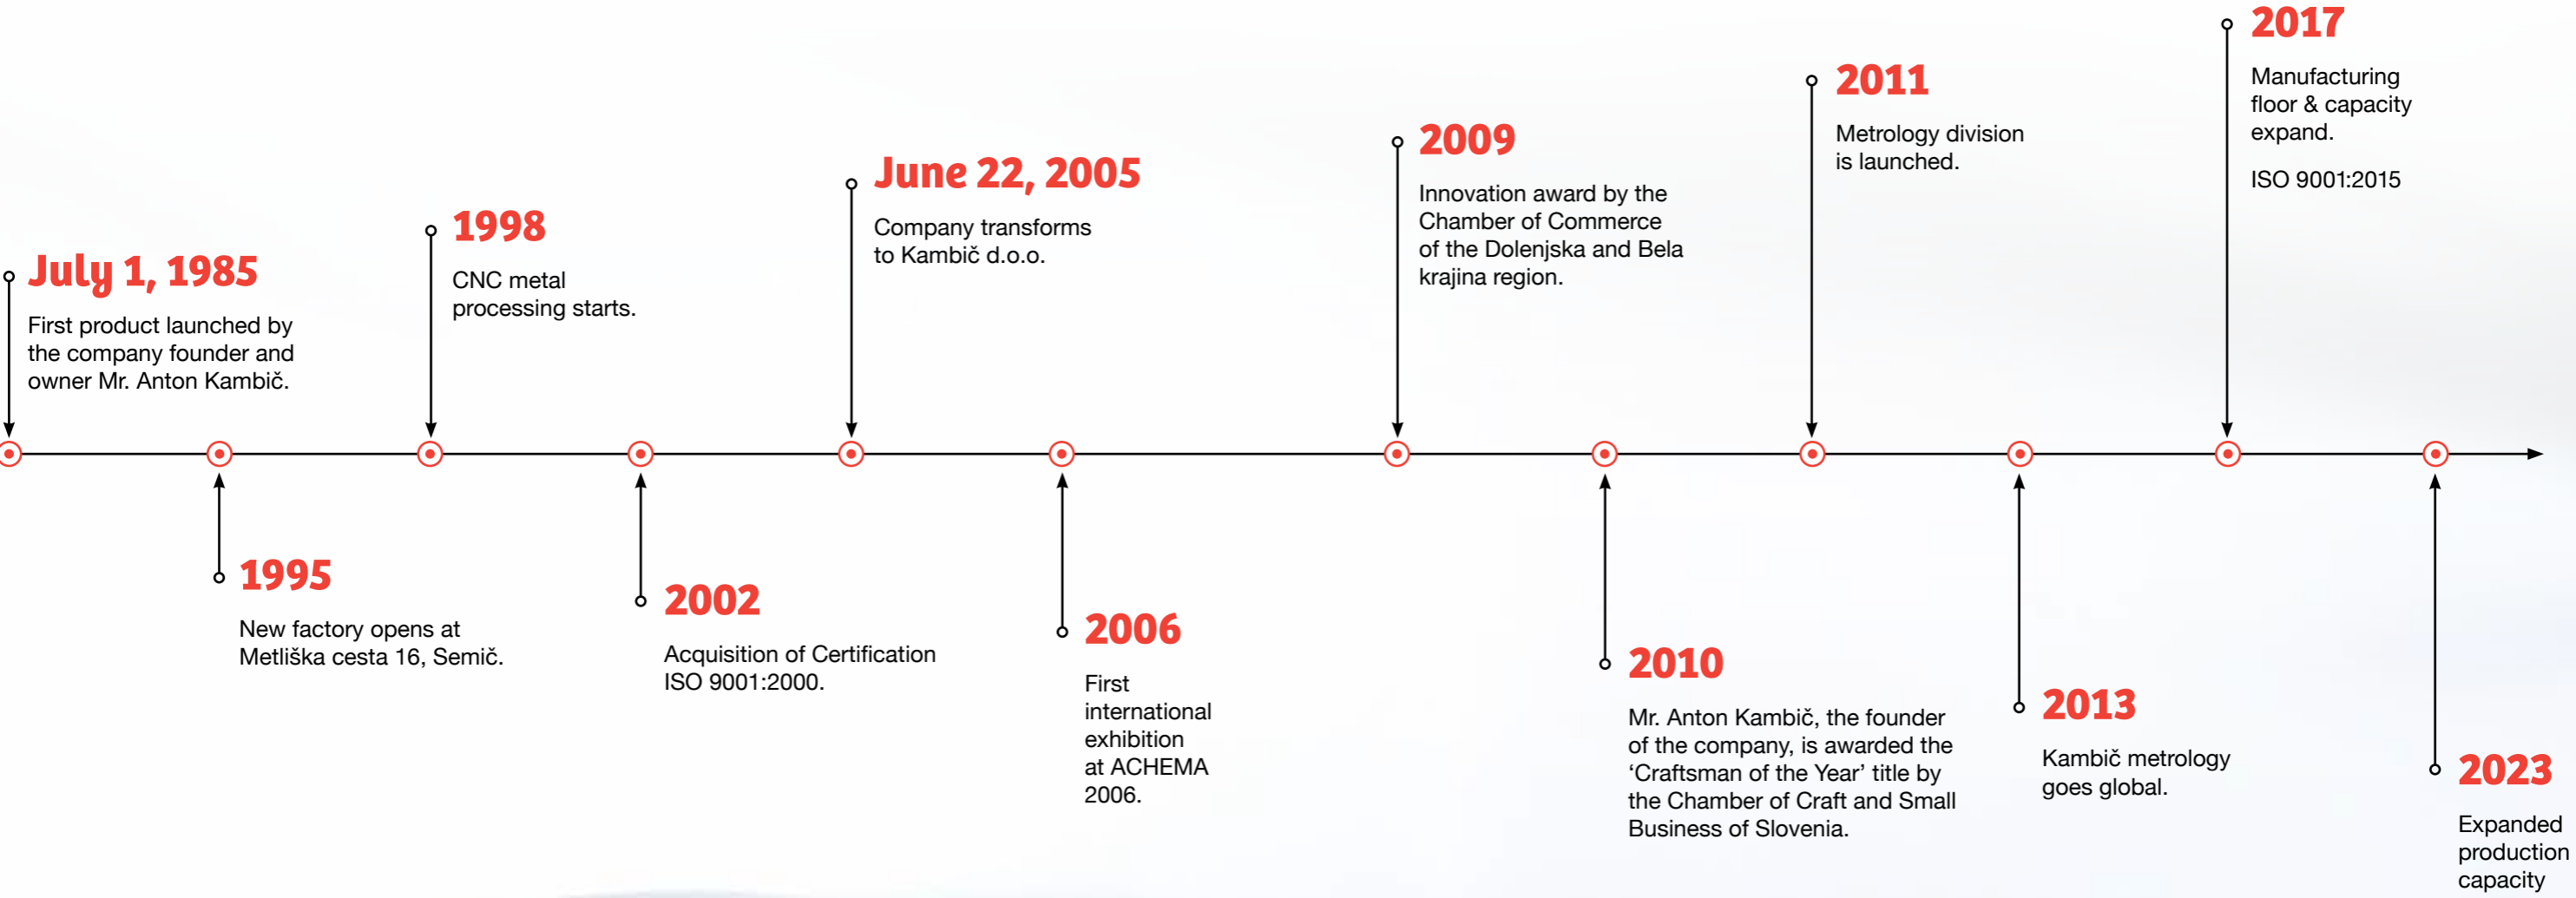 July 1, 1985
First product launched by
the company founder and
owner Mr. Anton Kambič.
1995
New factory opens at
Metliška cesta 16, Semič.
1998
CNC metal
processing starts.
2002
Acquisition of Certification
ISO 9001:2000.
June 22, 2005
Company transforms
to Kambič d.o.o.
2006
First
international
exhibition
at ACHEMA
2006.
2009
Innovation award by the
Chamber of Commerce
of the Dolenjska and Bela
krajina region.
2010
Mr. Anton Kambič, the founder
of the company, is awarded the
‘Craftsman of the Year’ title by
the Chamber of Craft and Small
Business of Slovenia.
2011
Metrology division
is launched.
2013
Kambič metrology
goes global.
2017
Manufacturing
floor & capacity
expand.
ISO 9001:2015
2023
Expanded
production
capacity